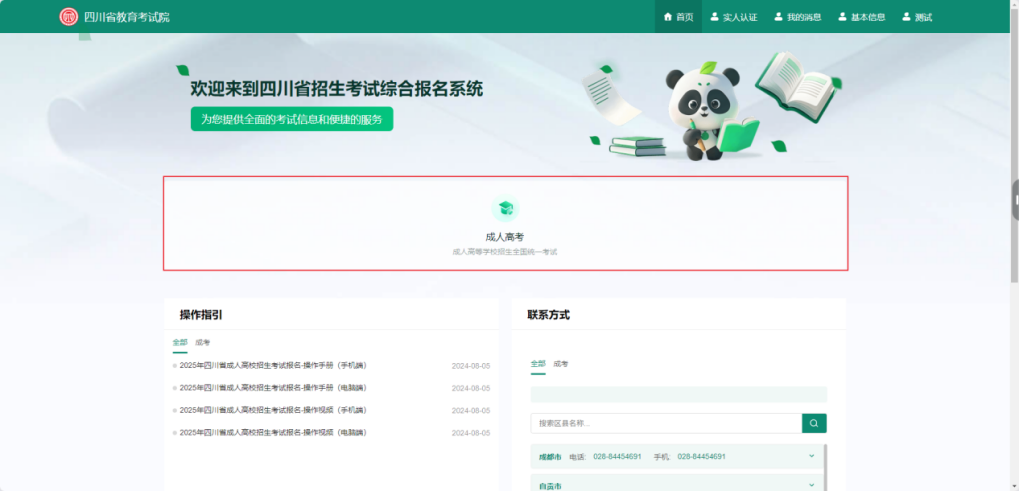 四川省教育考试院
首页 实人认证 我的消息 基本信息 测试
欢迎来到四川省招生考试综合报名系统
为您提供全面的考试信息和便捷的服务
成人高考
成人高等学校招生全国统一考试
操作指引
全部 成考
2025年四川省成人高校招生考试报名-操作手册（手机端） 2024-08-05
2025年四川省成人高校招生考试报名-操作手册（电脑端） 2024-08-05
2025年四川省成人高校招生考试报名-操作视频（手机端） 2024-08-05
2025年四川省成人高校招生考试报名-操作视频（电脑端） 2024-08-05
联系方式
全部 成考
搜索区县名称...
成都市 电话: 028-84454691 手机: 028-84454691
自贡市